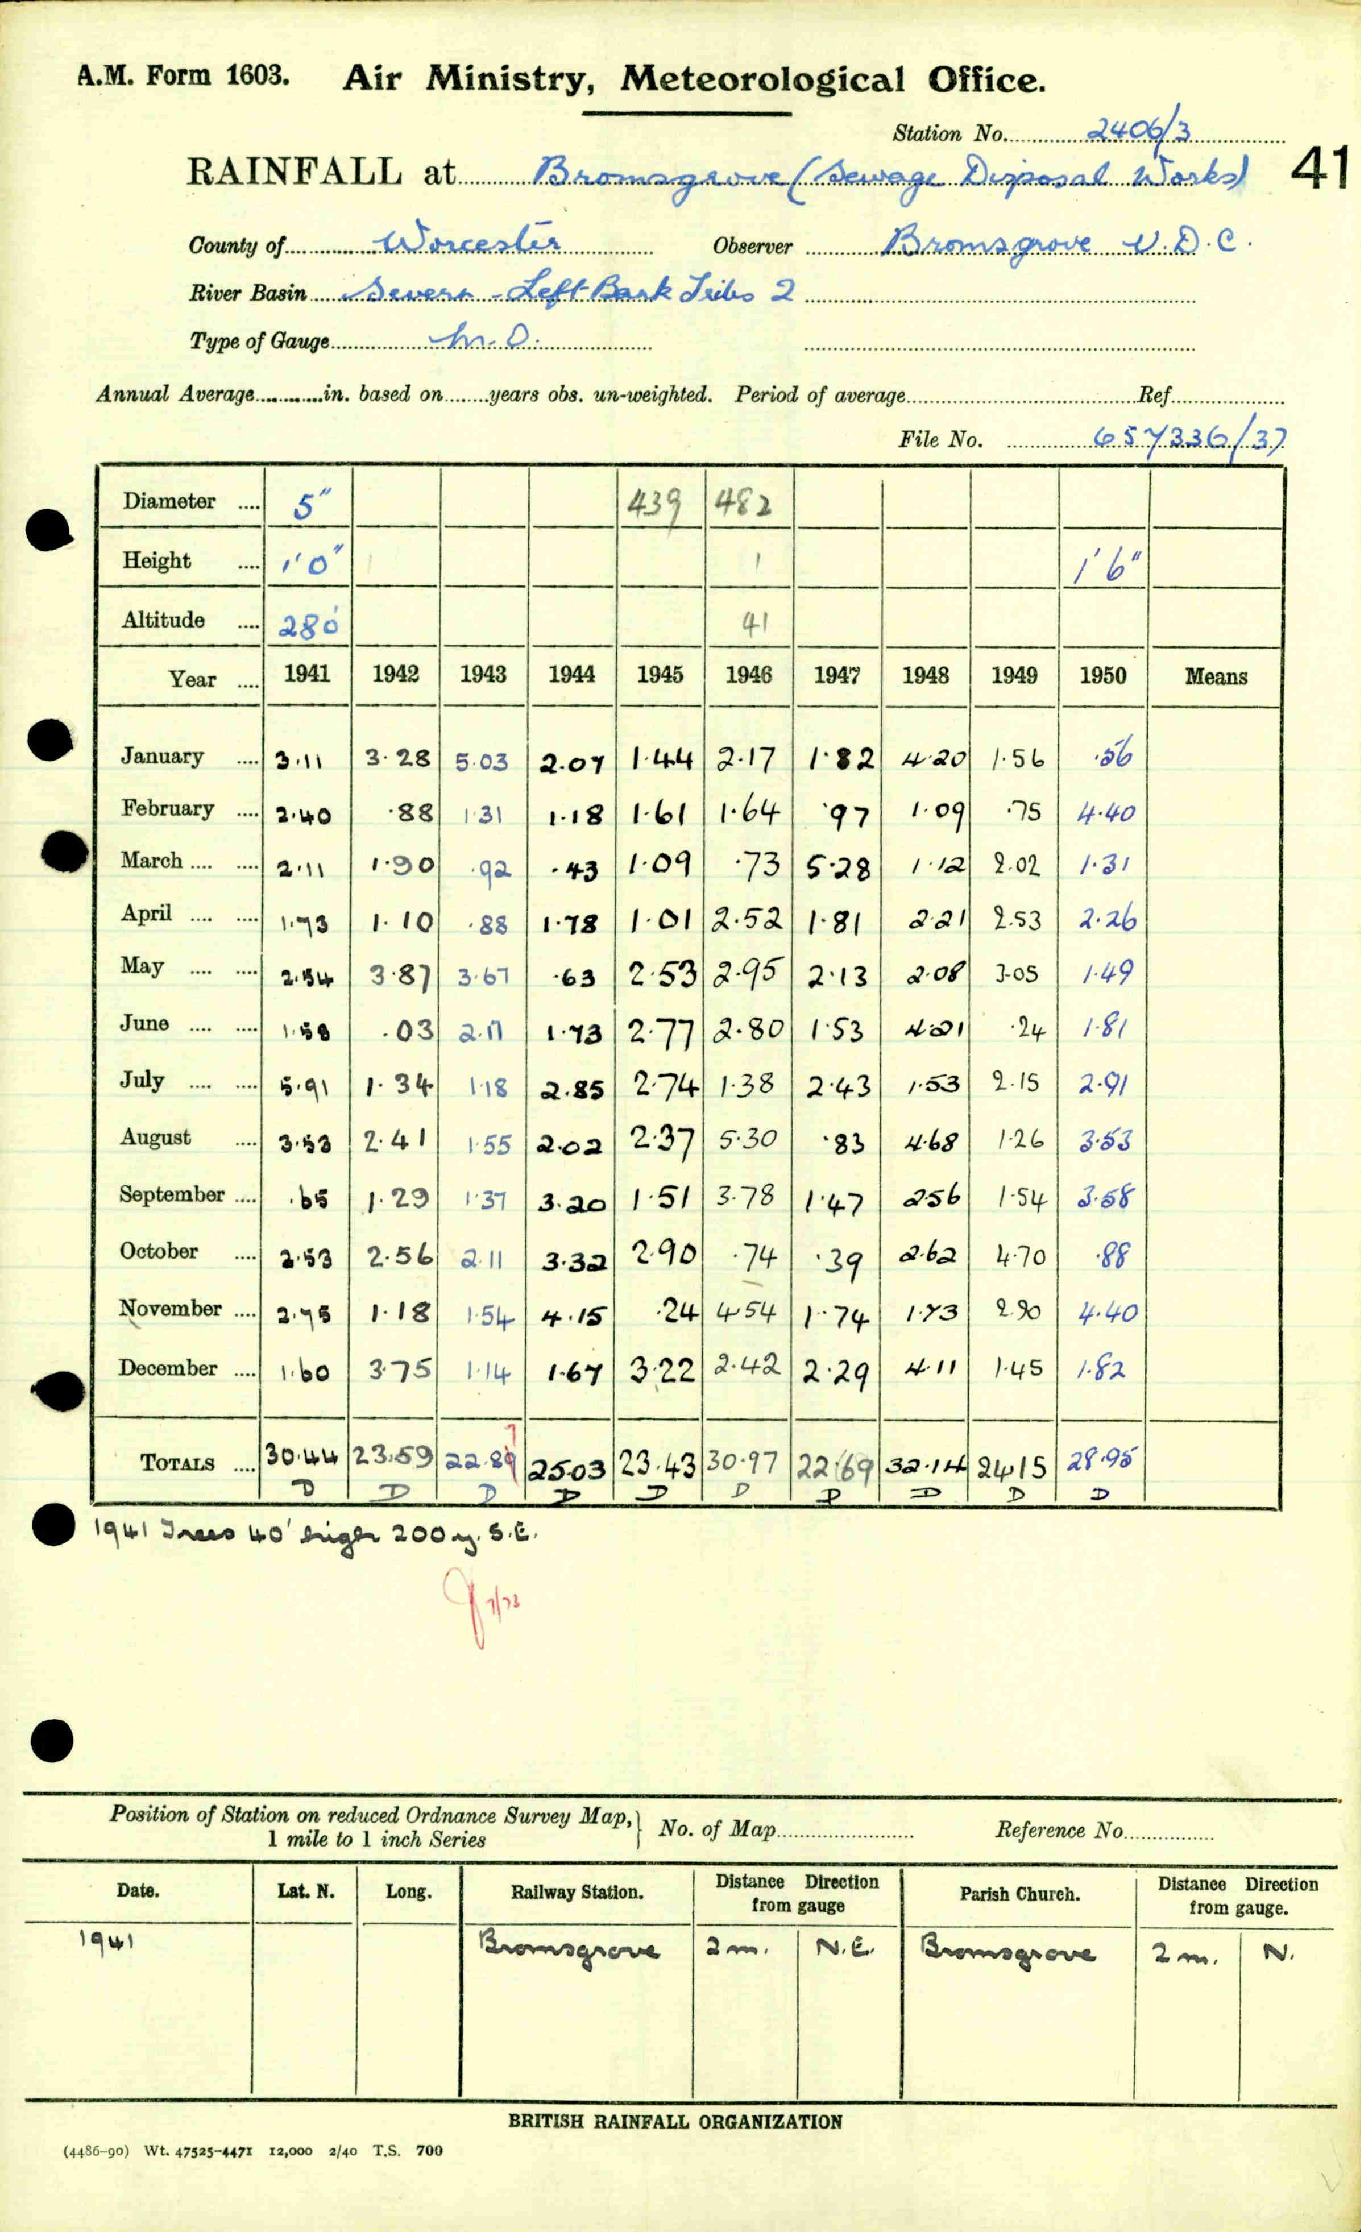 A.M. Form 1603. Air Ministry, Meteorological Office.
Station No. 2406/3
41
RAINFALL at Bromsgrove (Sewage Disposal Works)
County of Worcester Observer Bromsgrove U.D.C.
River Basin Severn - Left Bank Tribs 2
Type of Gauge M.O.
Annual Average in. based on years obs. un-weighted. Period of average Ref.
File No. 657336/37
Diameter .... 5" 439 482
Height .... 1'0" 1 1'6"
Altitude .... 280' 41
Year .... 1941 1942 1943 1944 1945 1946 1947 1948 1949 1950 Means
January .... 3.11 3.28 5.03 2.07 1.44 2.17 1.82 4.20 1.56 .56
February .... 2.40 .88 1.31 1.18 1.61 1.64 .97 1.09 .75 4.40
March .... .... 2.11 1.90 .92 .43 1.09 .73 5.28 1.12 2.02 1.31
April .... .... 1.73 1.10 .88 1.78 1.01 2.52 1.81 2.21 2.53 2.26
May .... .... 2.54 3.87 3.67 .63 2.53 2.95 2.13 2.08 3.05 1.49
June .... .... 1.58 .03 2.17 1.73 2.77 2.80 1.53 4.21 .24 1.81
July .... .... 5.91 1.34 1.18 2.85 2.74 1.38 2.43 1.53 2.15 2.91
August .... 3.53 2.41 1.55 2.02 2.37 5.30 .83 4.68 1.26 3.53
September .... .65 1.29 1.37 3.20 1.51 3.78 1.47 2.56 1.54 3.58
October .... 2.53 2.56 2.11 3.32 2.90 .74 .39 2.62 4.70 .88
November .... 2.75 1.18 1.54 4.15 .24 4.54 1.74 1.73 2.90 4.40
December .... 1.60 3.75 1.14 1.67 3.22 2.42 2.29 4.11 1.45 1.82
7
TOTALS .... 30.44 23.59 22.89 25.03 23.43 30.97 22.69 32.14 24.15 28.95
D D D D D D D D D D
1941 Trees 40' high 200 y. S.E.
7/73
Position of Station on reduced Ordnance Survey Map,
1 mile to 1 inch Series
No. of Map Reference No.
Date. Lat. N. Long. Railway Station. Distance Direction from gauge Parish Church. Distance Direction from gauge.
1941 Bromsgrove 2 m. N.E. Bromsgrove 2 m. N.
BRITISH RAINFALL ORGANIZATION
(4486-90) Wt. 47525-4471 12,000 2/40 T.S. 700